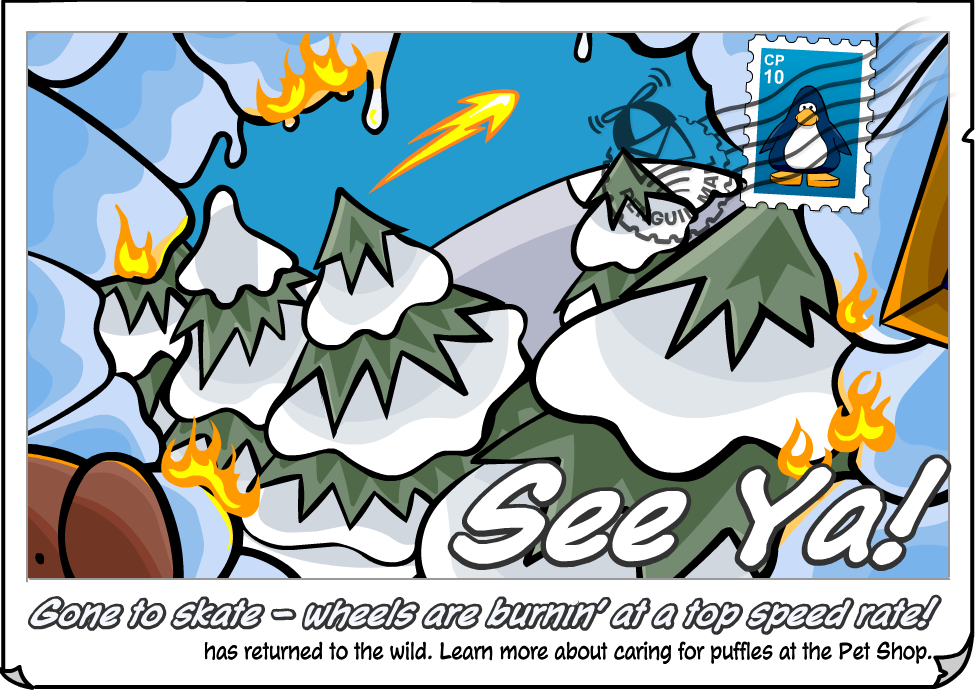 CP
10
See Ya!
Gone to skate – wheels are burnin' at a top speed rate!
has returned to the wild. Learn more about caring for puffles at the Pet Shop.